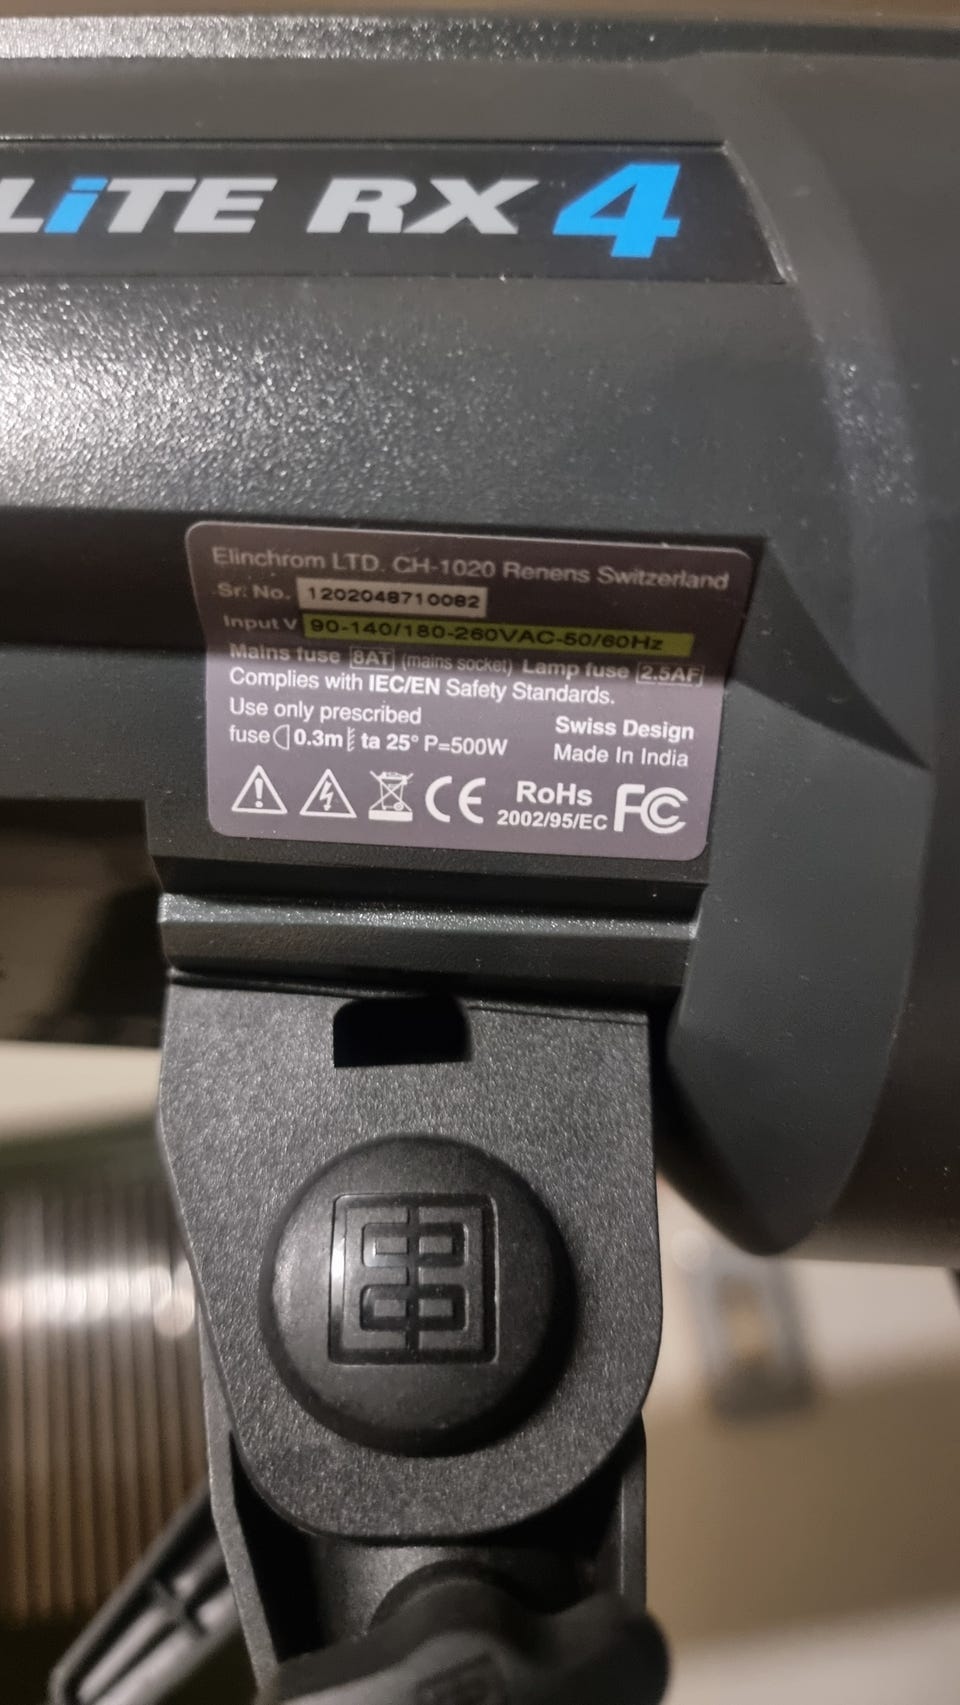 LiTE RX 4
Elinchrom LTD. CH-1020 Renens Switzerland
Sr. No. 1202048710082
Input V 90-140/180-260VAC-50/60Hz
Mains fuse 8AT (mains socket) Lamp fuse 2.5AF
Complies with IEC/EN Safety Standards.
Use only prescribed
fuse 0.3m ta 25° P=500W
Swiss Design
Made In India
CE
RoHs
2002/95/EC
FC